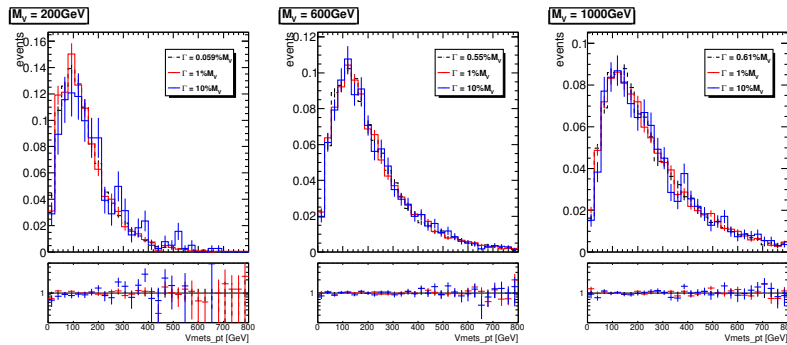 M_V = 200GeV
events
0.16
0.14
0.12
0.1
0.08
0.06
0.04
0.02
0
Γ = 0.059%M_V
Γ = 1%M_V
Γ = 10%M_V
1
0 100 200 300 400 500 600 700 800
Vmets_pt [GeV]
M_V = 600GeV
events
0.12
0.1
0.08
0.06
0.04
0.02
0
Γ = 0.55%M_V
Γ = 1%M_V
Γ = 10%M_V
1
0 100 200 300 400 500 600 700 800
Vmets_pt [GeV]
M_V = 1000GeV
events
0.1
0.08
0.06
0.04
0.02
0
Γ = 0.61%M_V
Γ = 1%M_V
Γ = 10%M_V
1
0 100 200 300 400 500 600 700 800
Vmets_pt [GeV]